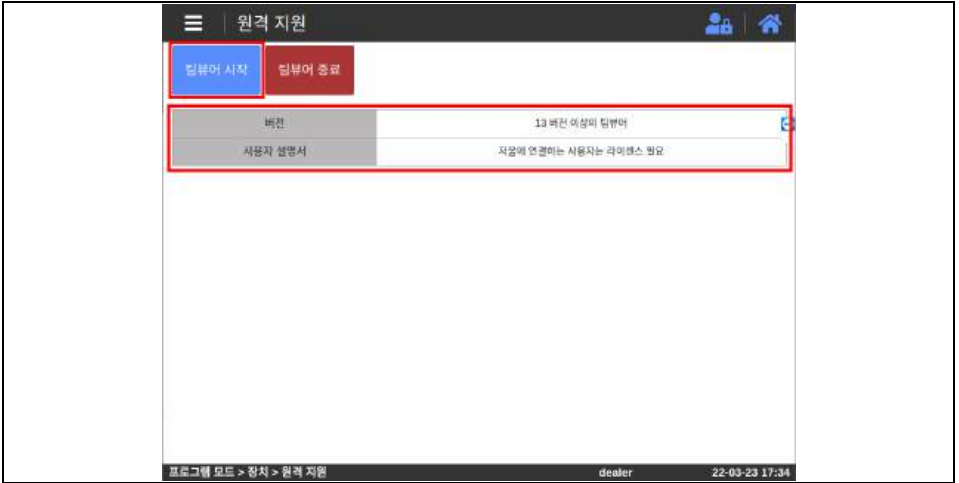 원격 지원
팀뷰어 시작
팀뷰어 종료
버전
13 버전 이상의 팀뷰어
사용자 설명서
저울에 연결하는 사용자는 라이센스 필요
프로그램 모드 > 장치 > 원격 지원
dealer
22-03-23 17:34